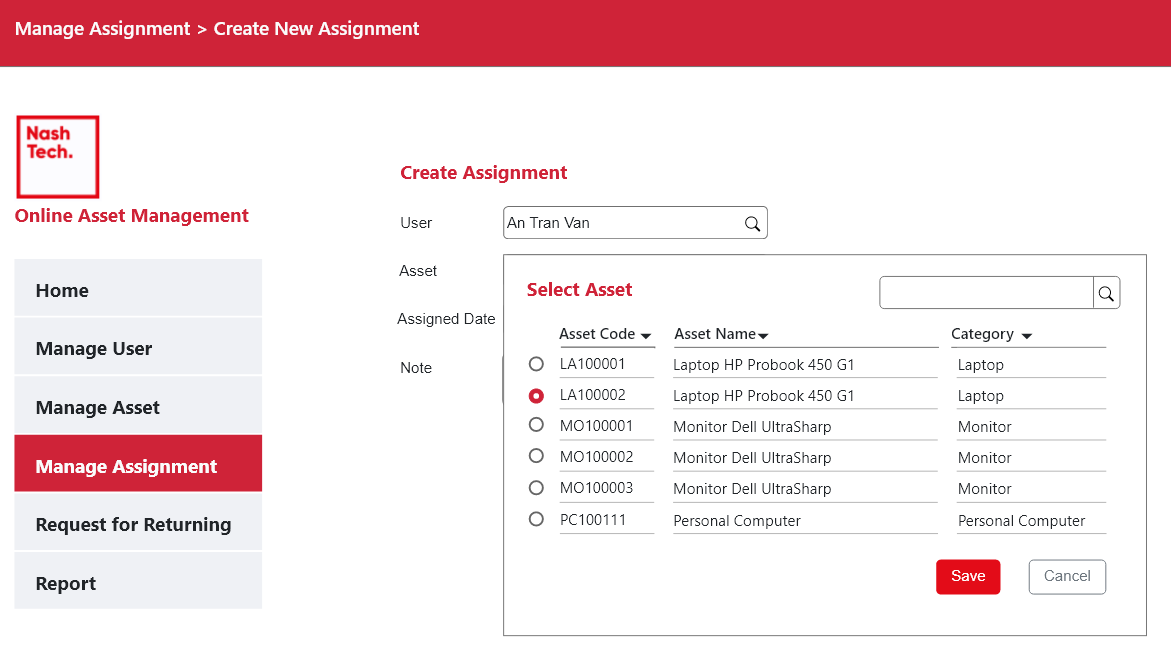 Manage Assignment > Create New Assignment
Nash
Tech.
Online Asset Management
Home
Manage User
Manage Asset
Manage Assignment
Request for Returning
Report
Create Assignment
User An Tran Van
Asset
Assigned Date
Note
Select Asset
Asset Code Asset Name Category
LA100001 Laptop HP Probook 450 G1 Laptop
LA100002 Laptop HP Probook 450 G1 Laptop
MO100001 Monitor Dell UltraSharp Monitor
MO100002 Monitor Dell UltraSharp Monitor
MO100003 Monitor Dell UltraSharp Monitor
PC100111 Personal Computer Personal Computer
Save Cancel